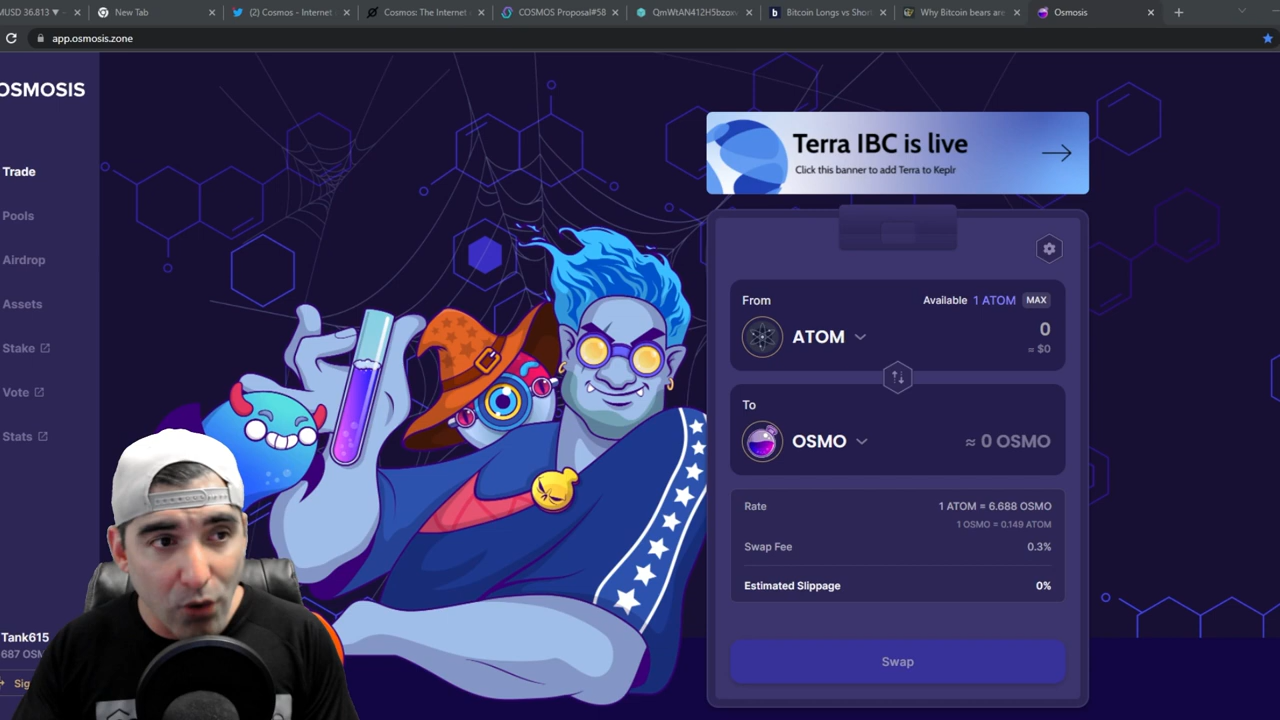 MUSD 36.813 ▼
New Tab
(2) Cosmos - Internet
Cosmos: The Internet
COSMOS Proposal#58
QmWtAN412H5bzoxv
Bitcoin Longs vs Shor
Why Bitcoin bears are
Osmosis
app.osmosis.zone
OSMOSIS
Trade
Pools
Airdrop
Assets
Stake
Vote
Stats
Tank615
687 OSM
Sig
Terra IBC is live
Click this banner to add Terra to Keplr
From
Available 1 ATOM MAX
ATOM
0
= $0
To
OSMO
≈ 0 OSMO
Rate
1 ATOM = 6.688 OSMO
1 OSMO = 0.149 ATOM
Swap Fee
0.3%
Estimated Slippage
0%
Swap